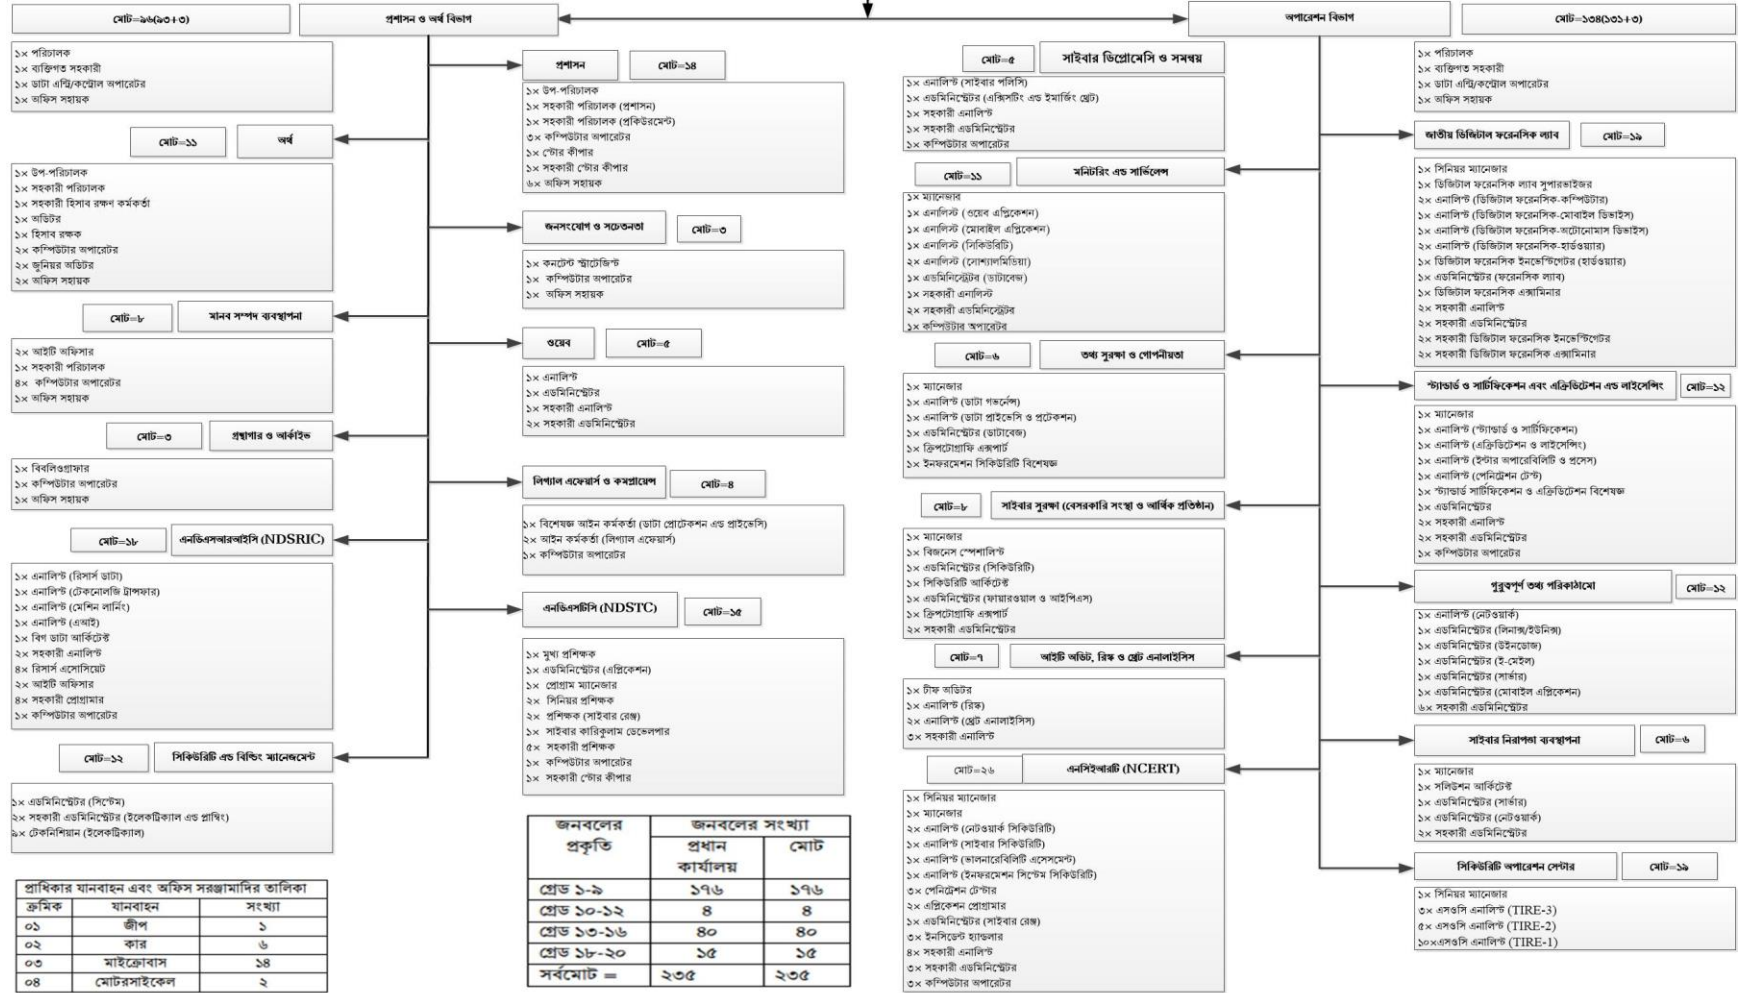 মোট=৯৬(৯৩+৩)
প্রশাসন ও অর্থ বিভাগ
১× পরিচালক
১× ব্যক্তিগত সহকারী
১× ডাটা এন্ট্রি/কন্ট্রোল অপারেটর
১× অফিস সহায়ক
মোট=১১
অর্থ
১× উপ-পরিচালক
১× সহকারী পরিচালক
১× সহকারী হিসাব রক্ষণ কর্মকর্তা
১× অডিটর
১× হিসাব রক্ষক
২× কম্পিউটার অপারেটর
২× জুনিয়র অডিটর
২× অফিস সহায়ক
মোট=৮
মানব সম্পদ ব্যবস্থাপনা
২× আইটি অফিসার
১× সহকারী পরিচালক
৪× কম্পিউটার অপারেটর
১× অফিস সহায়ক
মোট=৩
গ্রন্থাগার ও আর্কাইভ
১× বিবলিওগ্রাফার
১× কম্পিউটার অপারেটর
১× অফিস সহায়ক
মোট=১৮
এনডিএসআরআইসি (NDSRIC)
১× এনালিস্ট (রিসার্স ডাটা)
১× এনালিস্ট (টেকনোলজি ট্রান্সফার)
১× এনালিস্ট (মেশিন লার্নিং)
১× এনালিস্ট (এআই)
১× বিগ ডাটা আর্কিটেক্ট
২× সহকারী এনালিস্ট
৪× রিসার্স এসোসিয়েট
২× আইটি অফিসার
৪× সহকারী প্রোগ্রামার
১× কম্পিউটার অপারেটর
মোট=১২
সিকিউরিটি এন্ড বিল্ডিং ম্যানেজমেন্ট
১× এডমিনিস্ট্রেটর (সিস্টেম)
২× সহকারী এডমিনিস্ট্রেটর (ইলেকট্রিক্যাল এন্ড প্লাম্বিং)
৯× টেকনিশিয়ান (ইলেকট্রিক্যাল)
প্রাধিকার যানবাহন এবং অফিস সরঞ্জামাদির তালিকা
ক্রমিক যানবাহন সংখ্যা
০১ জীপ ১
০২ কার ৬
০৩ মাইক্রোবাস ১৪
০৪ মোটরসাইকেল ২
প্রশাসন
মোট=১৪
১× উপ-পরিচালক
১× সহকারী পরিচালক (প্রশাসন)
১× সহকারী পরিচালক (প্রকিউরমেন্ট)
৩× কম্পিউটার অপারেটর
১× স্টোর কীপার
১× সহকারী স্টোর কীপার
৬× অফিস সহায়ক
জনসংযোগ ও সচেতনতা
মোট=৩
১× কনটেন্ট স্ট্রাটেজিস্ট
১× কম্পিউটার অপারেটর
১× অফিস সহায়ক
ওয়েব
মোট=৫
১× এনালিস্ট
১× এডমিনিস্ট্রেটর
১× সহকারী এনালিস্ট
২× সহকারী এডমিনিস্ট্রেটর
লিগ্যাল এফেয়ার্স ও কমপ্লায়েন্স
মোট=৪
১× বিশেষজ্ঞ আইন কর্মকর্তা (ডাটা প্রোটেকশন এন্ড প্রাইভেসি)
২× আইন কর্মকর্তা (লিগ্যাল এফেয়ার্স)
১× কম্পিউটার অপারেটর
এনডিএসটিসি (NDSTC)
মোট=১৫
১× মুখ্য প্রশিক্ষক
১× এডমিনিস্ট্রেটর (এপ্লিকেশন)
১× প্রোগ্রাম ম্যানেজার
২× সিনিয়র প্রশিক্ষক
২× প্রশিক্ষক (সাইবার রেঞ্জ)
১× সাইবার কারিকুলাম ডেভেলপার
৫× সহকারী প্রশিক্ষক
১× কম্পিউটার অপারেটর
১× সহকারী স্টোর কীপার
জনবলের প্রকৃতি জনবলের সংখ্যা
প্রধান কার্যালয় মোট
গ্রেড ১-৯ ১৭৬ ১৭৬
গ্রেড ১০-১২ ৪ ৪
গ্রেড ১৩-১৬ ৪০ ৪০
গ্রেড ১৮-২০ ১৫ ১৫
সর্বমোট = ২৩৫ ২৩৫
অপারেশন বিভাগ
মোট=১৩৪(১৩১+৩)
মোট=৫
সাইবার ডিপ্লোমেসি ও সমন্বয়
১× এনালিস্ট (সাইবার পলিসি)
১× এডমিনিস্ট্রেটর (এক্সিসটিং এন্ড ইমার্জিং থ্রেট)
১× সহকারী এনালিস্ট
১× সহকারী এডমিনিস্ট্রেটর
১× কম্পিউটার অপারেটর
মোট=১১
মনিটরিং এন্ড সার্ভিলেন্স
১× ম্যানেজার
১× এনালিস্ট (ওয়েব এপ্লিকেশন)
১× এনালিস্ট (মোবাইল এপ্লিকেশন)
১× এনালিস্ট (সিকিউরিটি)
২× এনালিস্ট (সোশ্যালমিডিয়া)
১× এডমিনিস্ট্রেটর (ডাটাবেজ)
১× সহকারী এনালিস্ট
২× সহকারী এডমিনিস্ট্রেটর
১× কম্পিউটার অপারেটর
মোট=৬
তথ্য সুরক্ষা ও গোপনীয়তা
১× ম্যানেজার
১× এনালিস্ট (ডাটা গভর্নেন্স)
১× এনালিস্ট (ডাটা প্রাইভেসি ও প্রটেকশন)
১× এডমিনিস্ট্রেটর (ডাটাবেজ)
১× ক্রিপটোগ্রাফি এক্সপার্ট
১× ইনফরমেশন সিকিউরিটি বিশেষজ্ঞ
মোট=৮
সাইবার সুরক্ষা (বেসরকারি সংস্থা ও আর্থিক প্রতিষ্ঠান)
১× ম্যানেজার
১× বিজনেস স্পেশালিস্ট
১× এডমিনিস্ট্রেটর (সিকিউরিটি)
১× সিকিউরিটি আর্কিটেক্ট
১× এডমিনিস্ট্রেটর (ফায়ারওয়াল ও আইপিএস)
১× ক্রিপটোগ্রাফি এক্সপার্ট
২× সহকারী এডমিনিস্ট্রেটর
মোট=৭
আইটি অডিট, রিস্ক ও থ্রেট এনালাইসিস
১× চীফ অডিটর
১× এনালিস্ট (রিস্ক)
২× এনালিস্ট (থ্রেট এনালাইসিস)
৩× সহকারী এনালিস্ট
মোট=২৬
এনসিইআরটি (NCERT)
১× সিনিয়র ম্যানেজার
১× ম্যানেজার
২× এনালিস্ট (নেটওয়ার্ক সিকিউরিটি)
১× এনালিস্ট (সাইবার সিকিউরিটি)
১× এনালিস্ট (ভালনারেবিলিটি এসেসমেন্ট)
১× এনালিস্ট (ইনফরমেশন সিস্টেম সিকিউরিটি)
৩× পেনিট্রেশন টেস্টার
২× এপ্লিকেশন প্রোগ্রামার
১× এডমিনিস্ট্রেটর (সাইবার রেঞ্জ)
৩× ইনসিডেন্ট হ্যান্ডলার
৪× সহকারী এনালিস্ট
৩× সহকারী এডমিনিস্ট্রেটর
৩× কম্পিউটার অপারেটর
১× পরিচালক
১× ব্যক্তিগত সহকারী
১× ডাটা এন্ট্রি/কন্ট্রোল অপারেটর
১× অফিস সহায়ক
জাতীয় ডিজিটাল ফরেনসিক ল্যাব
মোট=১৯
১× সিনিয়র ম্যানেজার
১× ডিজিটাল ফরেনসিক ল্যাব সুপারভাইজর
২× এনালিস্ট (ডিজিটাল ফরেনসিক-কম্পিউটার)
১× এনালিস্ট (ডিজিটাল ফরেনসিক-মোবাইল ডিভাইস)
১× এনালিস্ট (ডিজিটাল ফরেনসিক-অটোনোমাস ডিভাইস)
২× এনালিস্ট (ডিজিটাল ফরেনসিক-হার্ডওয়্যার)
১× ডিজিটাল ফরেনসিক ইনভেস্টিগেটর (হার্ডওয়্যার)
১× এডমিনিস্ট্রেটর (ফরেনসিক ল্যাব)
১× ডিজিটাল ফরেনসিক এক্সামিনার
২× সহকারী এনালিস্ট
২× সহকারী এডমিনিস্ট্রেটর
২× সহকারী ডিজিটাল ফরেনসিক ইনভেস্টিগেটর
২× সহকারী ডিজিটাল ফরেনসিক এক্সামিনার
স্ট্যান্ডার্ড ও সার্টিফিকেশন এবং এক্রিডিটেশন এন্ড লাইসেন্সিং
মোট=১২
১× ম্যানেজার
১× এনালিস্ট (স্ট্যান্ডার্ড ও সার্টিফিকেশন)
১× এনালিস্ট (এক্রিডিটেশন ও লাইসেন্সিং)
১× এনালিস্ট (ইন্টার অপারেবিলিটি ও প্রসেস)
১× এনালিস্ট (পেনিট্রেশন টেস্ট)
১× স্ট্যান্ডার্ড সার্টিফিকেশন ও এক্রিডিটেশন বিশেষজ্ঞ
১× এডমিনিস্ট্রেটর
২× সহকারী এনালিস্ট
২× সহকারী এডমিনিস্ট্রেটর
১× কম্পিউটার অপারেটর
গুরুত্বপূর্ণ তথ্য পরিকাঠামো
মোট=১২
১× এনালিস্ট (নেটওয়ার্ক)
১× এডমিনিস্ট্রেটর (লিনাক্স/ইউনিক্স)
১× এডমিনিস্ট্রেটর (উইনডোজ)
১× এডমিনিস্ট্রেটর (ই-মেইল)
১× এডমিনিস্ট্রেটর (সার্ভার)
১× এডমিনিস্ট্রেটর (মোবাইল এপ্লিকেশন)
৬× সহকারী এডমিনিস্ট্রেটর
সাইবার নিরাপত্তা ব্যবস্থাপনা
মোট=৬
১× ম্যানেজার
১× সলিউশন আর্কিটেক্ট
১× এডমিনিস্ট্রেটর (সার্ভার)
১× এডমিনিস্ট্রেটর (নেটওয়ার্ক)
২× সহকারী এডমিনিস্ট্রেটর
সিকিউরিটি অপারেশন সেন্টার
মোট=১৯
১× সিনিয়র ম্যানেজার
৩× এসওসি এনালিস্ট (TIRE-3)
৫× এসওসি এনালিস্ট (TIRE-2)
১০×এসওসি এনালিস্ট (TIRE-1)